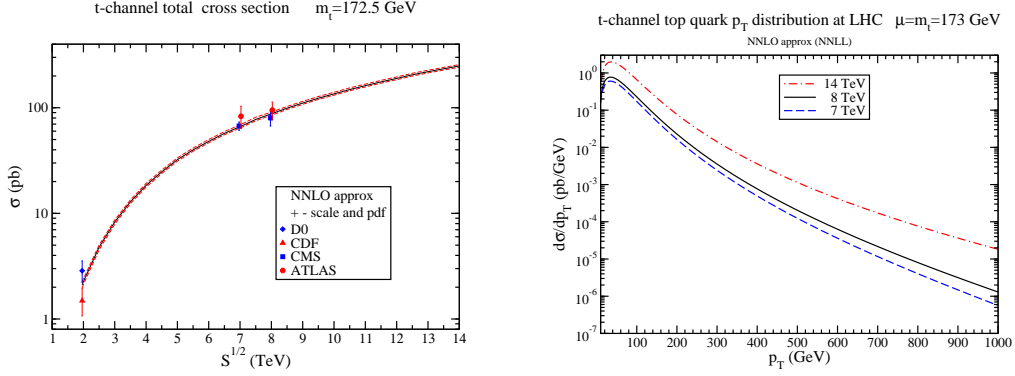 t-channel total cross section m_t=172.5 GeV
σ (pb)
100
10
1
NNLO approx
+ - scale and pdf
D0
CDF
CMS
ATLAS
1 2 3 4 5 6 7 8 9 10 11 12 13 14
S^{1/2} (TeV)
t-channel top quark p_T distribution at LHC μ=m_t=173 GeV
NNLO approx (NNLL)
dσ/dp_T (pb/GeV)
10^0
10^-1
10^-2
10^-3
10^-4
10^-5
10^-6
10^-7
14 TeV
8 TeV
7 TeV
100 200 300 400 500 600 700 800 900 1000
p_T (GeV)